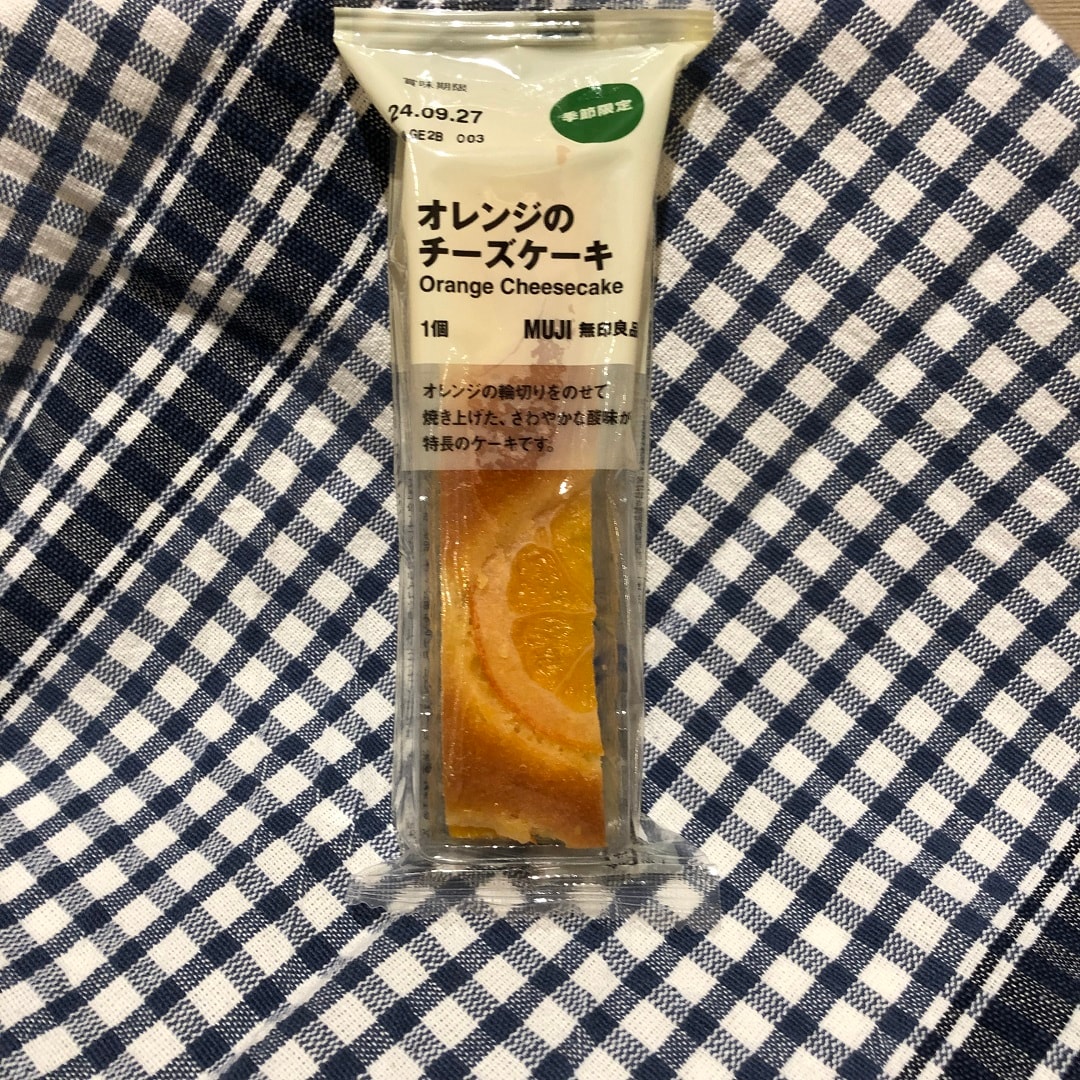 賞味期限
24.09.27
GE2B 003
季節限定
オレンジの
チーズケーキ
Orange Cheesecake
1個 MUJI 無印良品
オレンジの輪切りをのせて
焼き上げた、さわやかな酸味が
特長のケーキです。